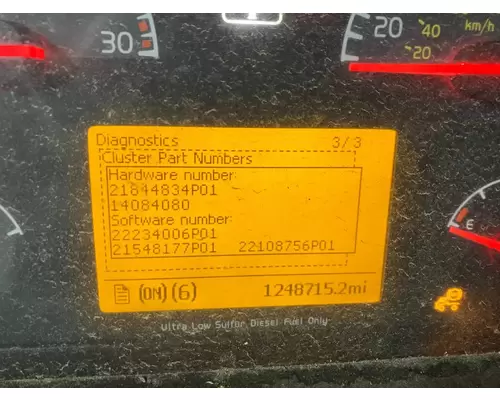 30
20
40
km/h
20
Diagnostics 3/3
Cluster Part Numbers
Hardware number:
21844834P01
14084080
Software number:
22234006P01
21548177P01 22108756P01
(ON) (6) 1248715.2mi
E
Ultra Low Sulfur Diesel Fuel Only